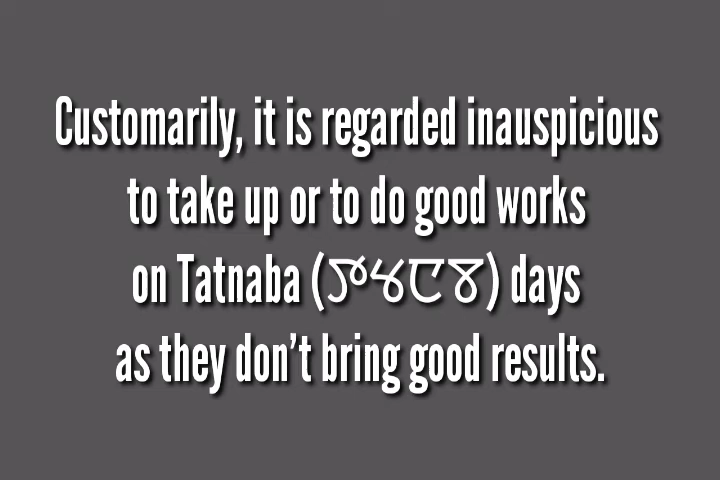 Customarily, it is regarded inauspicious
to take up or to do good works
on Tatnaba (ꯇꯠꯅꯕ) days
as they don’t bring good results.